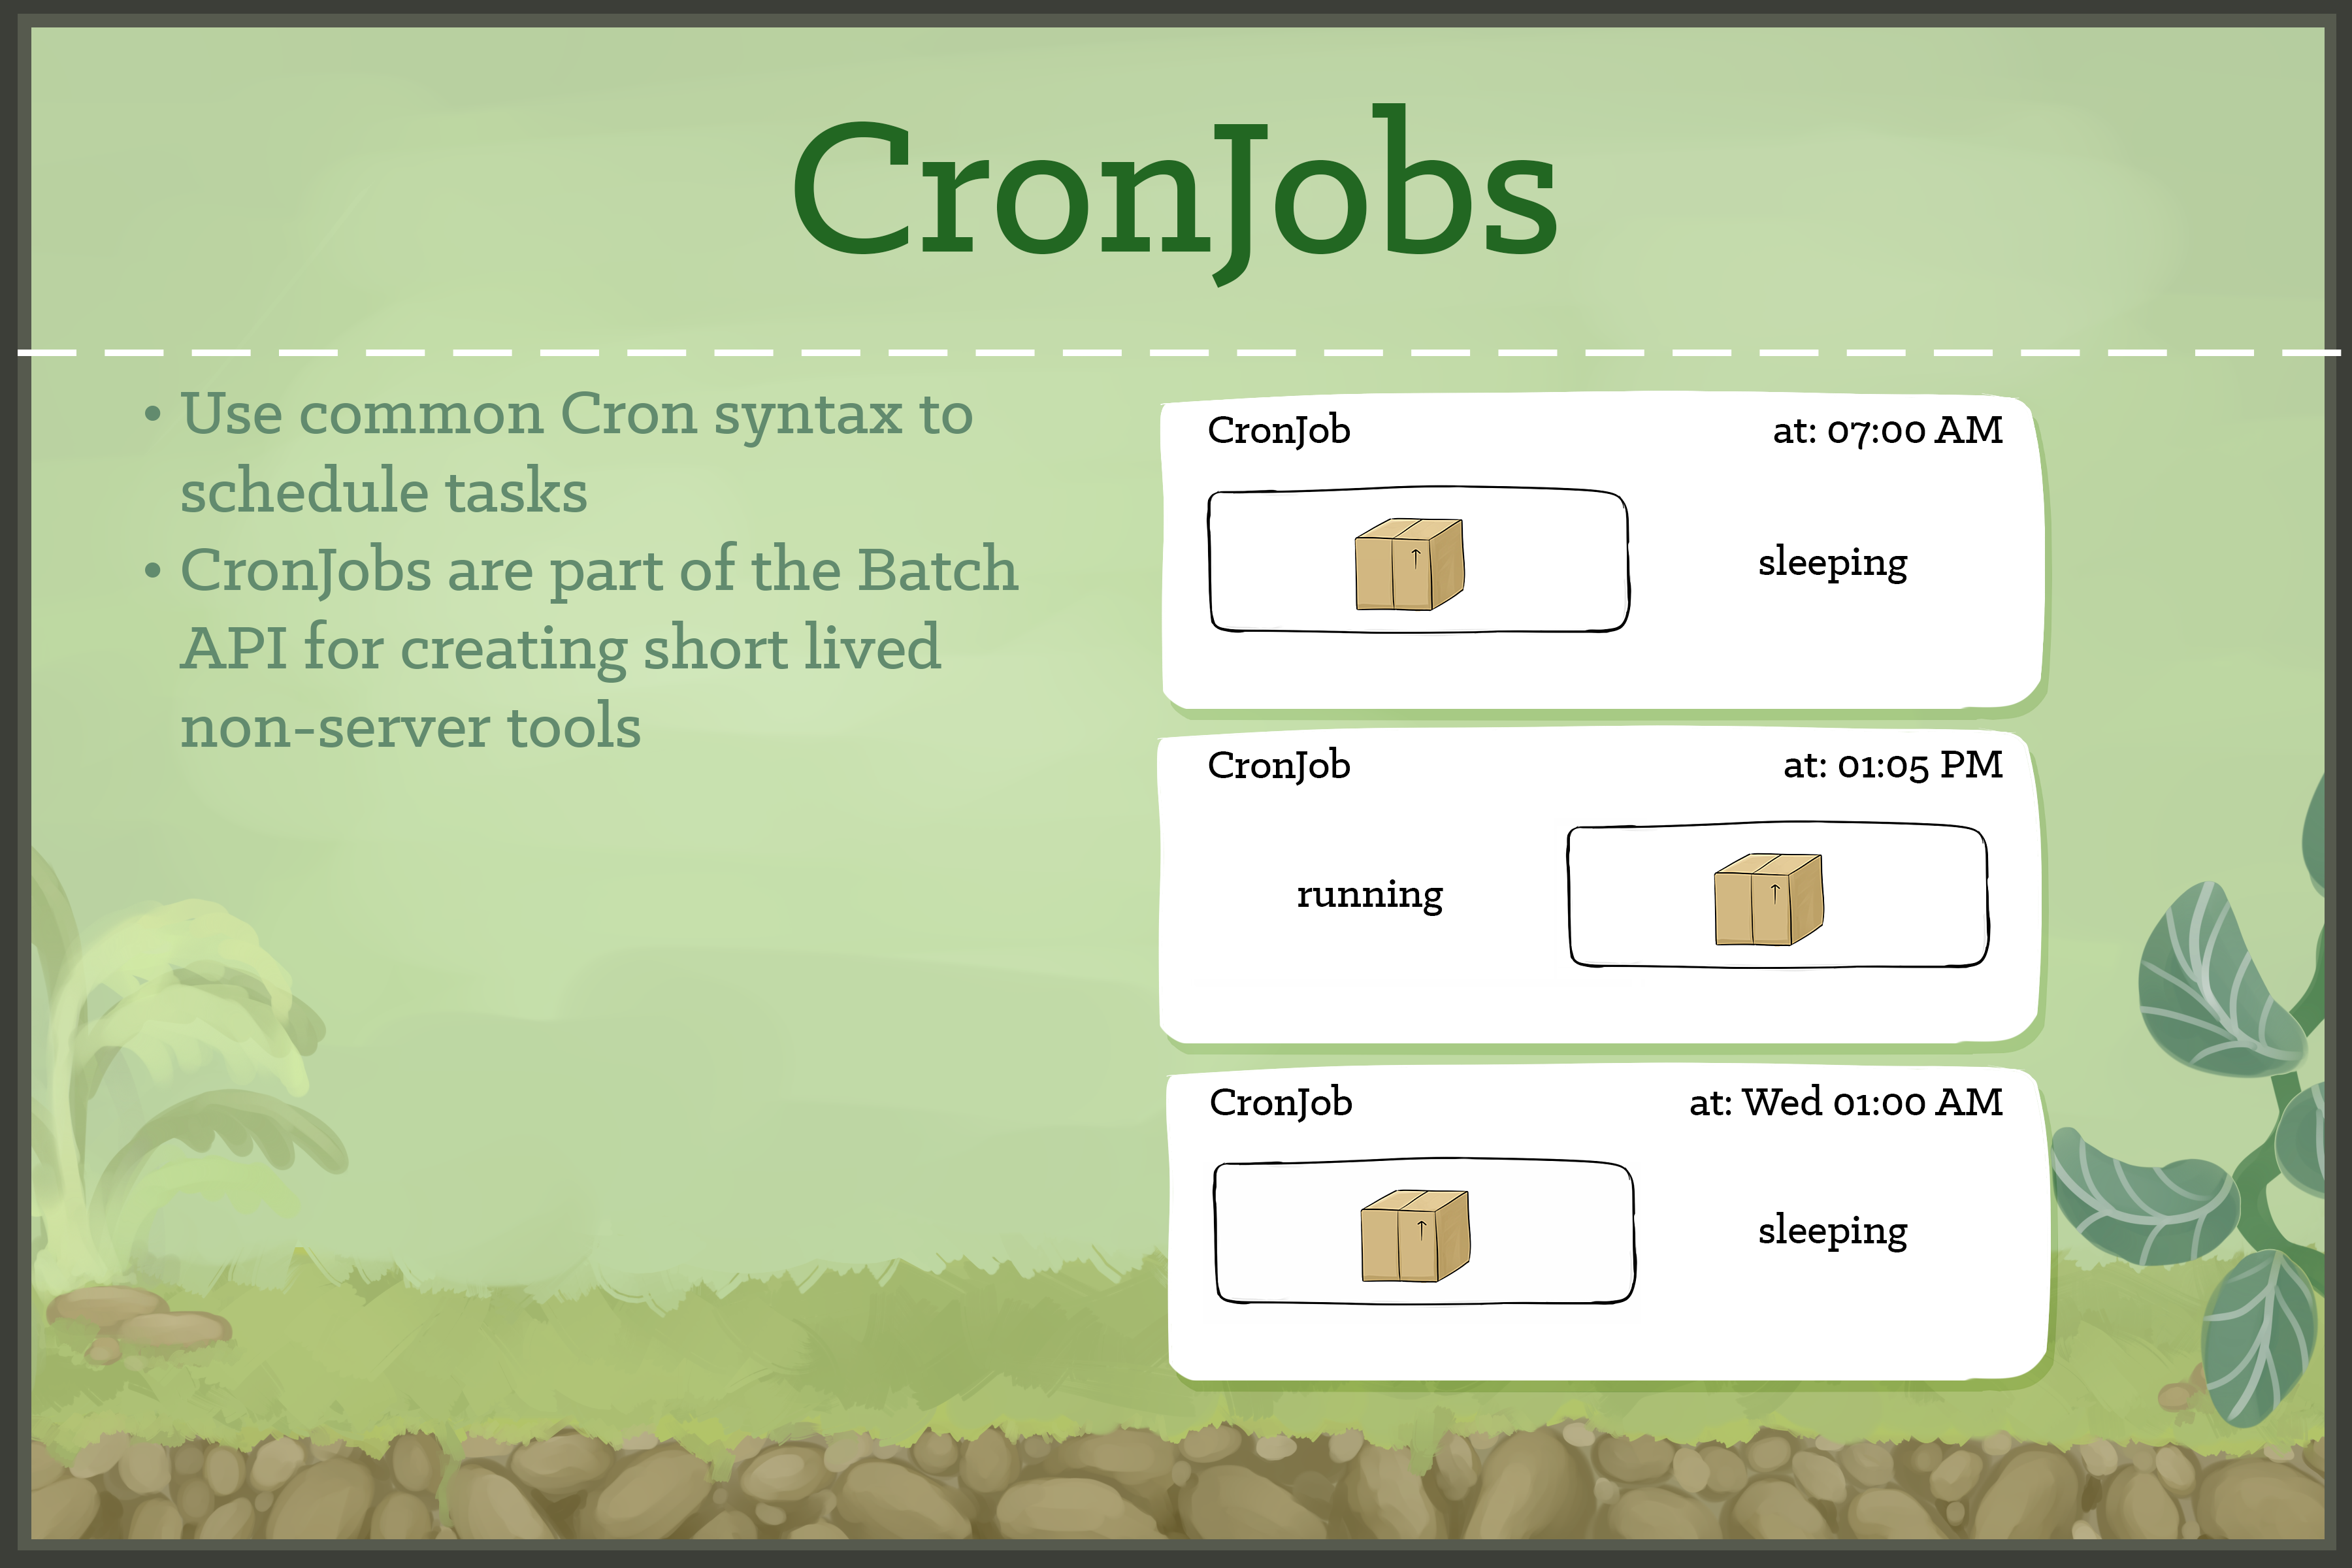 CronJobs
• Use common Cron syntax to
schedule tasks
• CronJobs are part of the Batch
API for creating short lived
non-server tools
CronJob at: 07:00 AM
sleeping
CronJob at: 01:05 PM
running
CronJob at: Wed 01:00 AM
sleeping